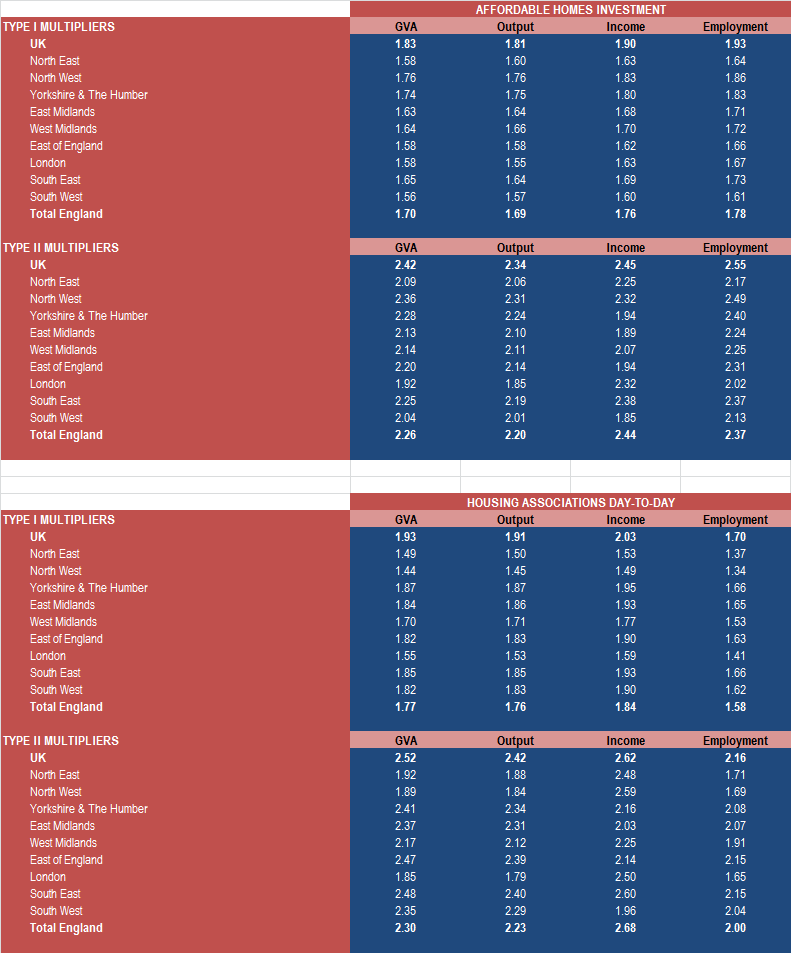 AFFORDABLE HOMES INVESTMENT
TYPE I MULTIPLIERS GVA Output Income Employment
UK 1.83 1.81 1.90 1.93
North East 1.58 1.60 1.63 1.64
North West 1.76 1.76 1.83 1.86
Yorkshire & The Humber 1.74 1.75 1.80 1.83
East Midlands 1.63 1.64 1.68 1.71
West Midlands 1.64 1.66 1.70 1.72
East of England 1.58 1.58 1.62 1.66
London 1.58 1.55 1.63 1.67
South East 1.65 1.64 1.69 1.73
South West 1.56 1.57 1.60 1.61
Total England 1.70 1.69 1.76 1.78
TYPE II MULTIPLIERS GVA Output Income Employment
UK 2.42 2.34 2.45 2.55
North East 2.09 2.06 2.25 2.17
North West 2.36 2.31 2.32 2.49
Yorkshire & The Humber 2.28 2.24 1.94 2.40
East Midlands 2.13 2.10 1.89 2.24
West Midlands 2.14 2.11 2.07 2.25
East of England 2.20 2.14 1.94 2.31
London 1.92 1.85 2.32 2.02
South East 2.25 2.19 2.38 2.37
South West 2.04 2.01 1.85 2.13
Total England 2.26 2.20 2.44 2.37
HOUSING ASSOCIATIONS DAY-TO-DAY
TYPE I MULTIPLIERS GVA Output Income Employment
UK 1.93 1.91 2.03 1.70
North East 1.49 1.50 1.53 1.37
North West 1.44 1.45 1.49 1.34
Yorkshire & The Humber 1.87 1.87 1.95 1.66
East Midlands 1.84 1.86 1.93 1.65
West Midlands 1.70 1.71 1.77 1.53
East of England 1.82 1.83 1.90 1.63
London 1.55 1.53 1.59 1.41
South East 1.85 1.85 1.93 1.66
South West 1.82 1.83 1.90 1.62
Total England 1.77 1.76 1.84 1.58
TYPE II MULTIPLIERS GVA Output Income Employment
UK 2.52 2.42 2.62 2.16
North East 1.92 1.88 2.48 1.71
North West 1.89 1.84 2.59 1.69
Yorkshire & The Humber 2.41 2.34 2.16 2.08
East Midlands 2.37 2.31 2.03 2.07
West Midlands 2.17 2.12 2.25 1.91
East of England 2.47 2.39 2.14 2.15
London 1.85 1.79 2.50 1.65
South East 2.48 2.40 2.60 2.15
South West 2.35 2.29 1.96 2.04
Total England 2.30 2.23 2.68 2.00